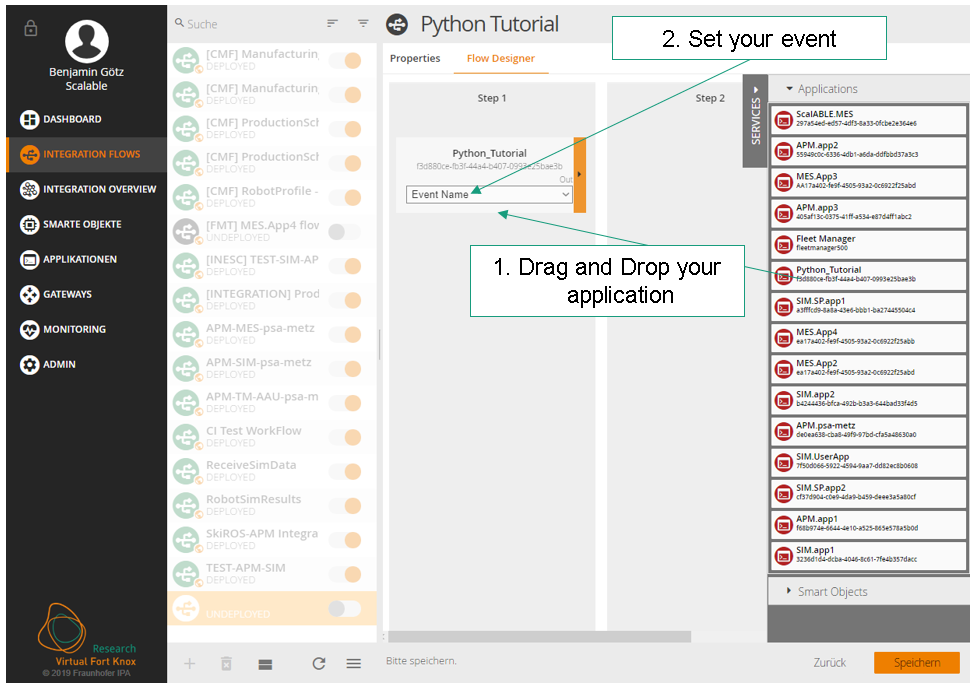 Benjamin Götz
Scalable
DASHBOARD
INTEGRATION FLOWS
INTEGRATION OVERVIEW
SMARTE OBJEKTE
APPLIKATIONEN
GATEWAYS
MONITORING
ADMIN
Research
Virtual Fort Knox
© 2019 Fraunhofer IPA
Suche
[CMF] Manufacturin
DEPLOYED
[CMF] Manufacturin
DEPLOYED
[CMF] ProductionSch
DEPLOYED
[CMF] ProductionSch
DEPLOYED
[CMF] RobotProfile -
DEPLOYED
[FMT] MES.App4 flow
UNDEPLOYED
[INESC] TEST-SIM-AP
DEPLOYED
[INTEGRATION] Prod
DEPLOYED
APM-MES-psa-metz
DEPLOYED
APM-SIM-psa-metz
DEPLOYED
APM-TM-AAU-psa-m
DEPLOYED
CI Test WorkFlow
DEPLOYED
ReceiveSimData
DEPLOYED
RobotSimResults
DEPLOYED
SkiROS-APM Integra
DEPLOYED
TEST-APM-SIM
DEPLOYED
UNDEPLOYED
Python Tutorial
Properties
Flow Designer
Step 1
Python_Tutorial
f3d880ce-fb3f-44a4-b407-0993e25bae3b
Out
Event Name
Step 2
2. Set your event
1. Drag and Drop your
application
SERVICES
Applications
ScalABLE.MES
297a54ed-ed57-4df3-8a33-0fcbe2e364e6
APM.app2
55949c0c-6336-4db1-a6da-ddfbbd37a3c3
MES.App3
AA17a402-fe9f-4505-93a2-0c6922f25abd
APM.app3
405af13c-0375-41ff-a534-e87d4ff1abc2
Fleet Manager
fleetmanager500
Python_Tutorial
f3d880ce-fb3f-44a4-b407-0993e25bae3b
SIM.SP.app1
a3fffcd9-8a8a-43e6-bbb1-ba27445504c4
MES.App4
ea17a402-fe9f-4505-93a2-0c6922f25abb
MES.App2
ea17a402-fe9f-4505-93a2-0c6922f25abd
SIM.app2
b4244436-bfca-492b-b3a3-644bad33f4d5
APM.psa-metz
de0ea638-cba8-49f9-97bd-cfa5a48630a0
SIM.UserApp
7f50d066-5922-4594-9aa7-dd82ec8b0608
SIM.SP.app2
cf37d904-c0e9-4da9-b459-deee3a5a80cf
APM.app1
f68b974e-6644-4e10-a525-865e578a5b0d
SIM.app1
3236d1d4-dcba-4046-8c61-7fe4b357dacc
Smart Objects
Bitte speichern.
Zurück
Speichern